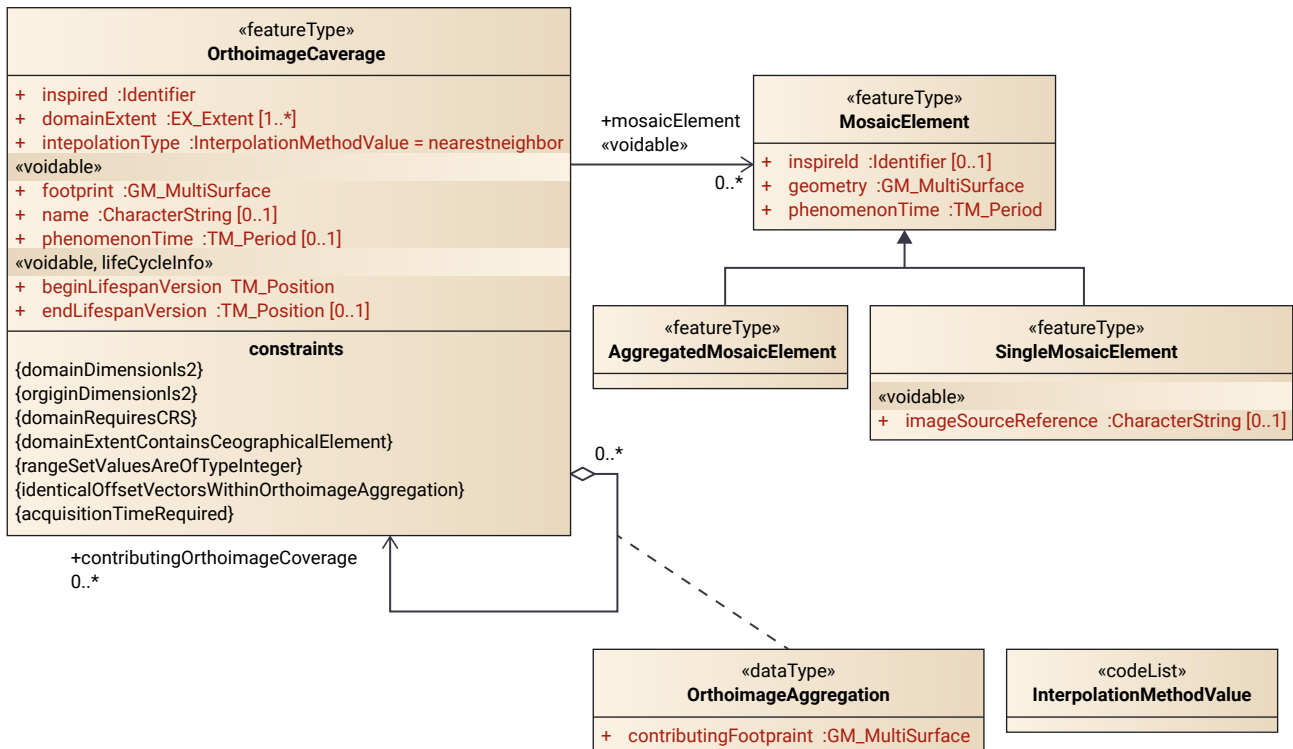 «featureType»
OrthoimageCaverage
+ inspired :Identifier
+ domainExtent :EX_Extent [1..*]
+ intepolationType :InterpolationMethodValue = nearestneighbor
«voidable»
+ footprint :GM_MultiSurface
+ name :CharacterString [0..1]
+ phenomenonTime :TM_Period [0..1]
«voidable, lifeCycleInfo»
+ beginLifespanVersion TM_Position
+ endLifespanVersion :TM_Position [0..1]
constraints
{domainDimensionls2}
{orgiginDimensionls2}
{domainRequiresCRS}
{domainExtentContainsCeographicalElement}
{rangeSetValuesAreOfTypeInteger}
{identicalOffsetVectorsWithinOrthoimageAggregation}
{acquisitionTimeRequired}
+mosaicElement
«voidable»
0..*
«featureType»
MosaicElement
+ inspireId :Identifier [0..1]
+ geometry :GM_MultiSurface
+ phenomenonTime :TM_Period
«featureType»
AggregatedMosaicElement
«featureType»
SingleMosaicElement
«voidable»
+ imageSourceReference :CharacterString [0..1]
0..*
+contributingOrthoimageCoverage
0..*
«dataType»
OrthoimageAggregation
+ contributingFootpraint :GM_MultiSurface
«codeList»
InterpolationMethodValue